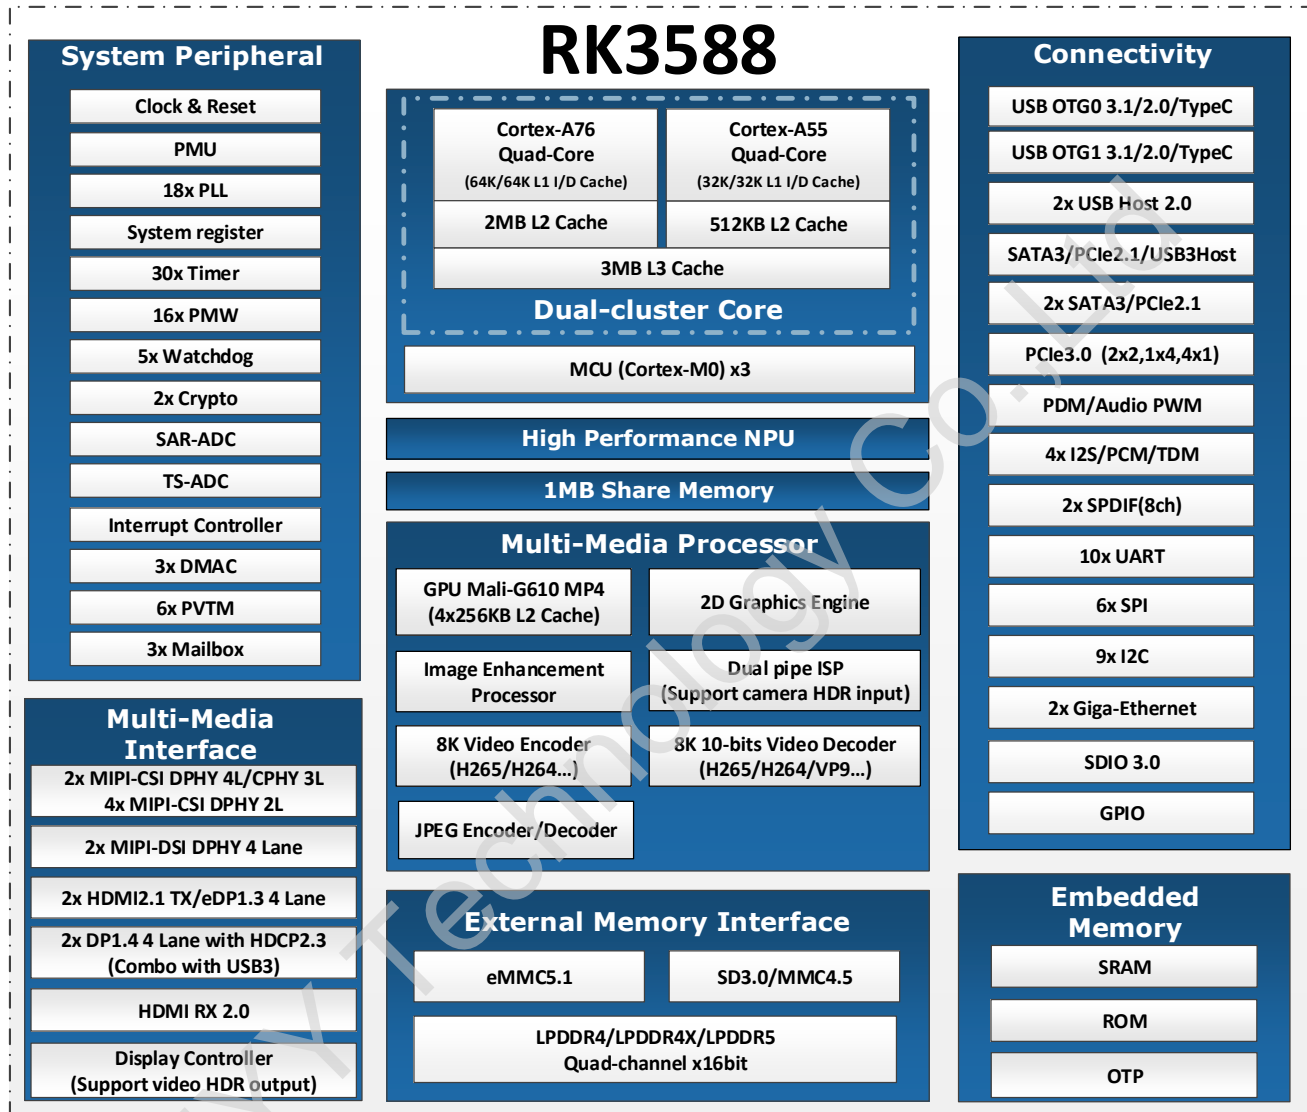 RK3588
System Peripheral
Clock & Reset
PMU
18x PLL
System register
30x Timer
16x PMW
5x Watchdog
2x Crypto
SAR-ADC
TS-ADC
Interrupt Controller
3x DMAC
6x PVTM
3x Mailbox
Multi-Media
Interface
2x MIPI-CSI DPHY 4L/CPHY 3L
4x MIPI-CSI DPHY 2L
2x MIPI-DSI DPHY 4 Lane
2x HDMI2.1 TX/eDP1.3 4 Lane
2x DP1.4 4 Lane with HDCP2.3
(Combo with USB3)
HDMI RX 2.0
Display Controller
(Support video HDR output)
Cortex-A76
Quad-Core
(64K/64K L1 I/D Cache)
2MB L2 Cache
Cortex-A55
Quad-Core
(32K/32K L1 I/D Cache)
512KB L2 Cache
3MB L3 Cache
Dual-cluster Core
MCU (Cortex-M0) x3
High Performance NPU
1MB Share Memory
Multi-Media Processor
GPU Mali-G610 MP4
(4x256KB L2 Cache)
2D Graphics Engine
Image Enhancement
Processor
Dual pipe ISP
(Support camera HDR input)
8K Video Encoder
(H265/H264...)
8K 10-bits Video Decoder
(H265/H264/VP9...)
JPEG Encoder/Decoder
External Memory Interface
eMMC5.1
SD3.0/MMC4.5
LPDDR4/LPDDR4X/LPDDR5
Quad-channel x16bit
Connectivity
USB OTG0 3.1/2.0/TypeC
USB OTG1 3.1/2.0/TypeC
2x USB Host 2.0
SATA3/PCIe2.1/USB3Host
2x SATA3/PCIe2.1
PCIe3.0 (2x2,1x4,4x1)
PDM/Audio PWM
4x I2S/PCM/TDM
2x SPDIF(8ch)
10x UART
6x SPI
9x I2C
2x Giga-Ethernet
SDIO 3.0
GPIO
Embedded
Memory
SRAM
ROM
OTP
Technology Co.,Ltd